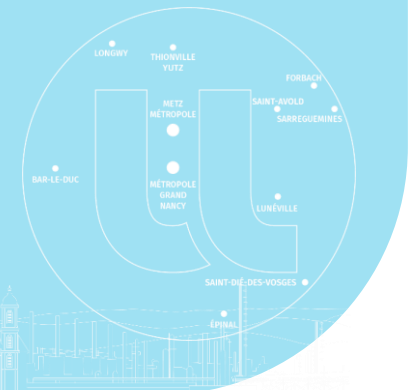 LONGWY
THIONVILLE
YUTZ
FORBACH
METZ
MÉTROPOLE
SAINT-AVOLD
SARREGUEMINES
BAR-LE-DUC
MÉTROPOLE
GRAND
NANCY
LUNÉVILLE
SAINT-DIÉ-DES-VOSGES
ÉPINAL